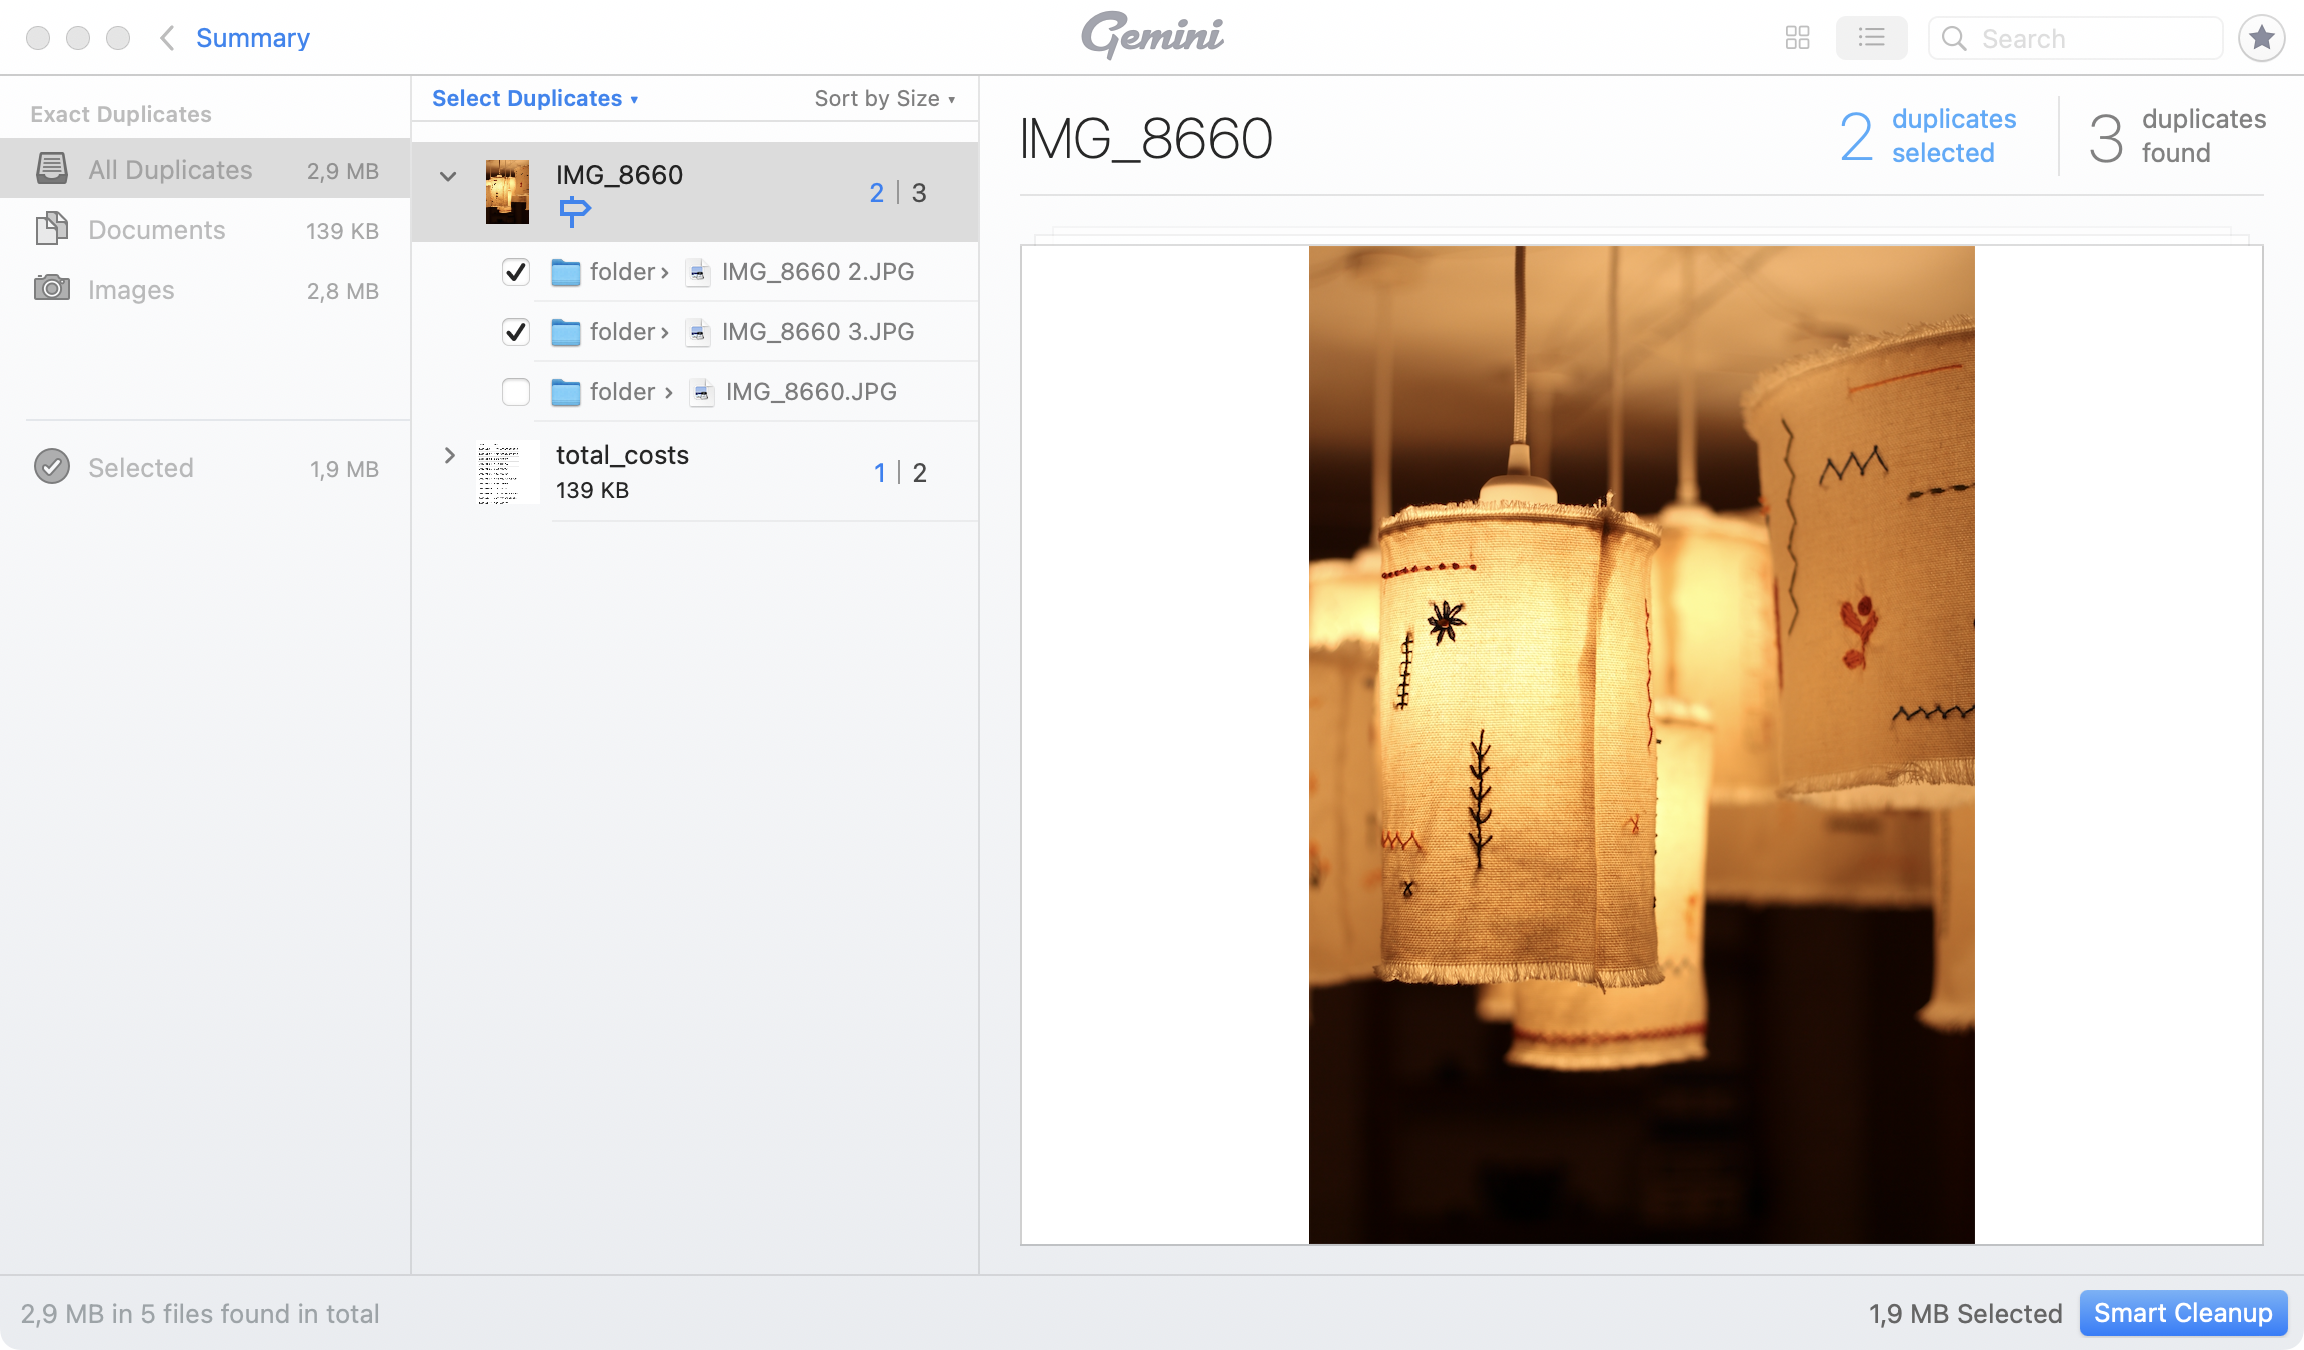 Summary
Gemini
Search
Exact Duplicates
All Duplicates 2,9 MB
Documents 139 KB
Images 2,8 MB
Selected 1,9 MB
Select Duplicates Sort by Size
IMG_8660
2 | 3
folder › IMG_8660 2.JPG
folder › IMG_8660 3.JPG
folder › IMG_8660.JPG
total_costs
139 KB
1 | 2
IMG_8660
2 duplicates selected
3 duplicates found
2,9 MB in 5 files found in total
1,9 MB Selected
Smart Cleanup